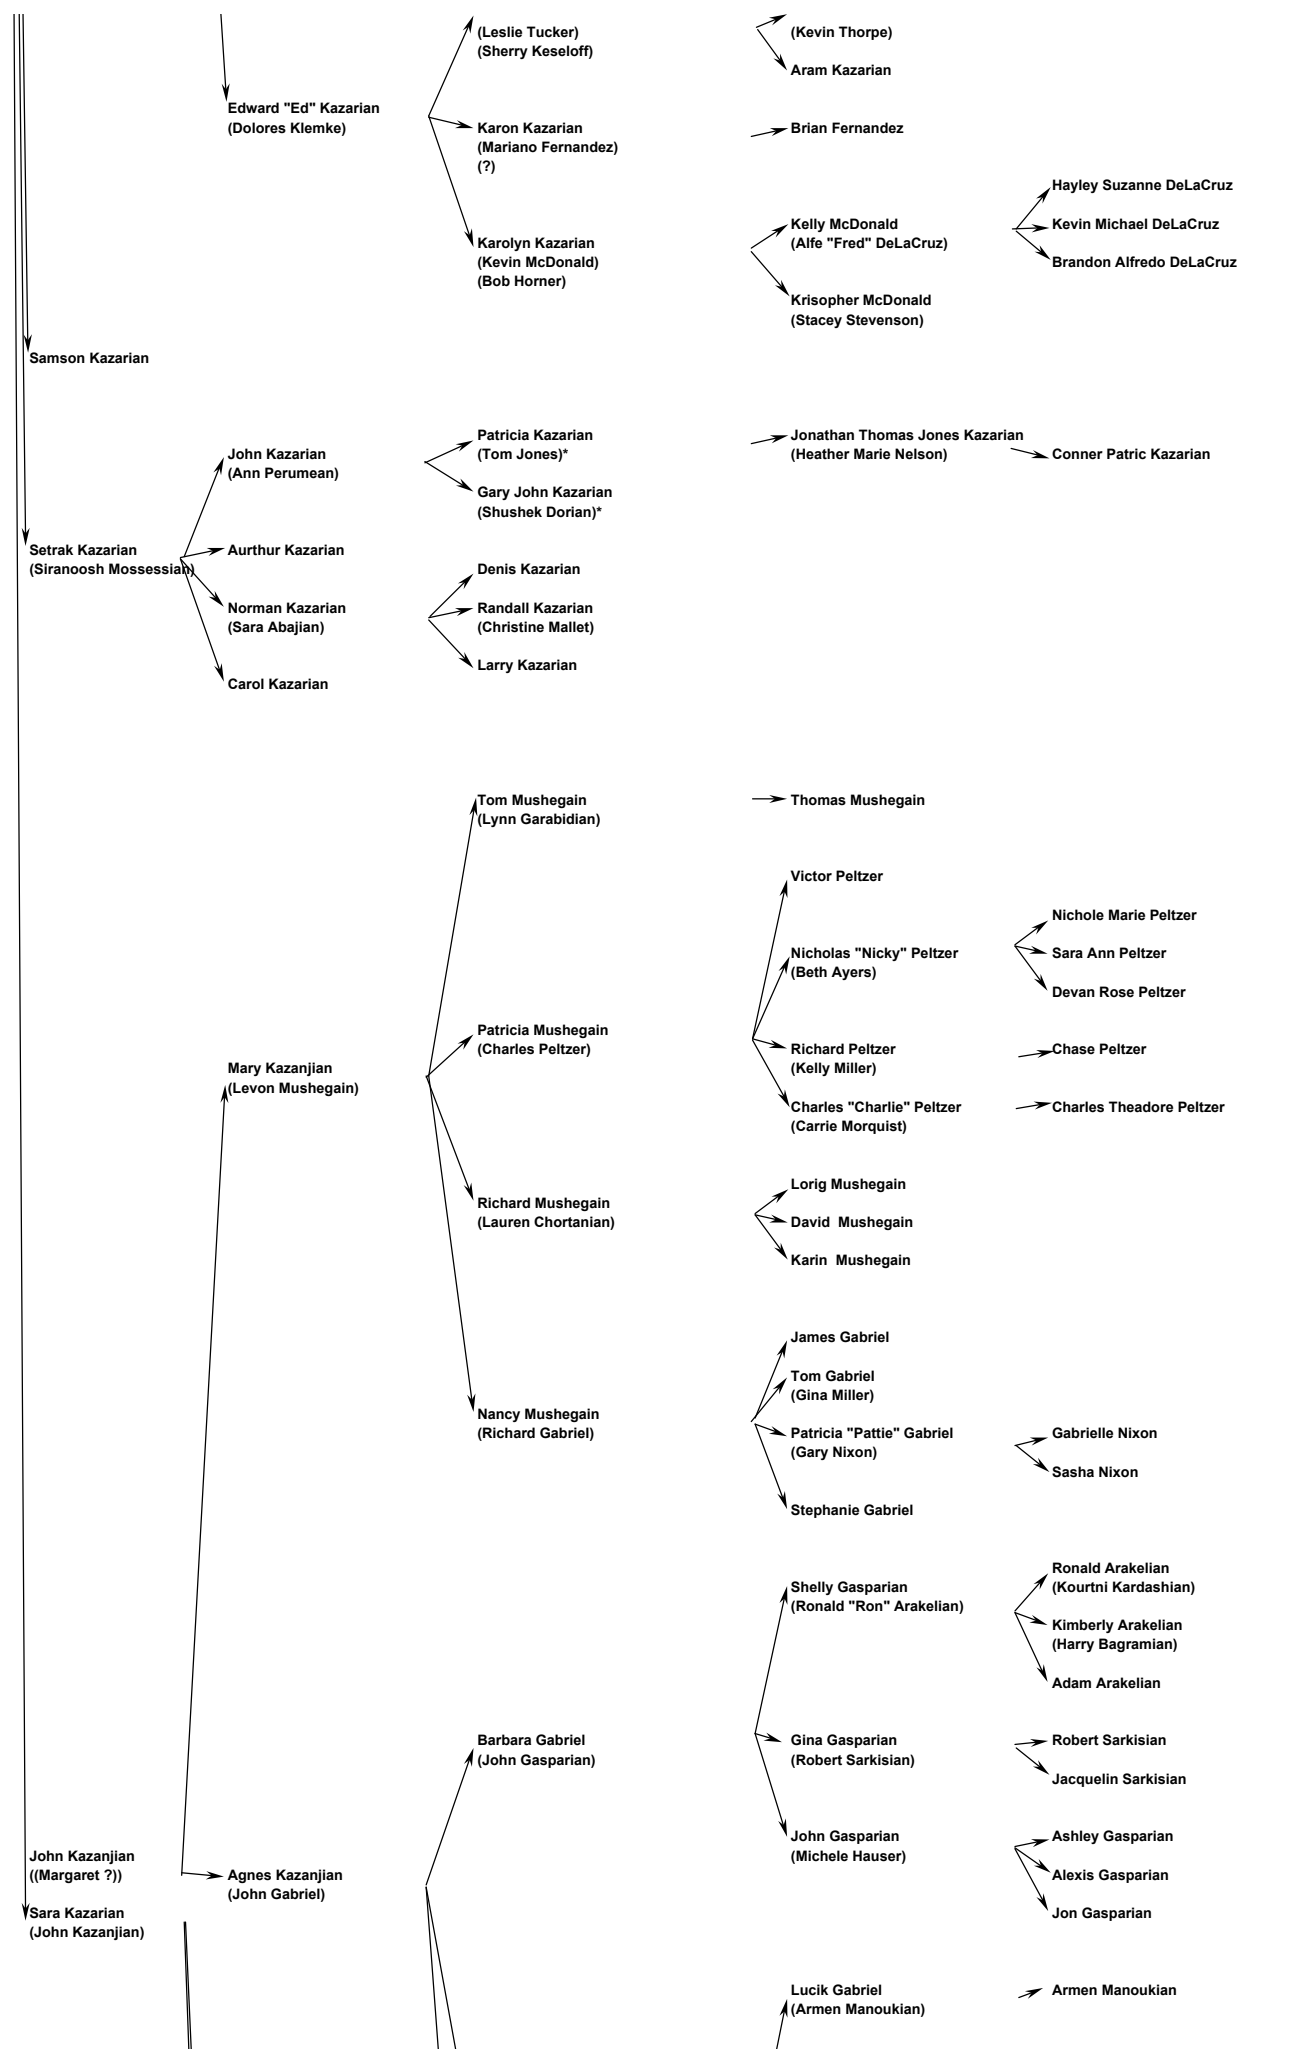 (Leslie Tucker)
(Kevin Thorpe)
(Sherry Keseloff)
Aram Kazarian
Edward "Ed" Kazarian
(Dolores Klemke)
Karon Kazarian
Brian Fernandez
(Mariano Fernandez)
(?)
Hayley Suzanne DeLaCruz
Kelly McDonald
Kevin Michael DeLaCruz
Karolyn Kazarian
(Alfe "Fred" DeLaCruz)
(Kevin McDonald)
Brandon Alfredo DeLaCruz
(Bob Horner)
Krisopher McDonald
(Stacey Stevenson)
Samson Kazarian
Patricia Kazarian
Jonathan Thomas Jones Kazarian
John Kazarian
(Tom Jones)*
(Heather Marie Nelson)
Conner Patric Kazarian
(Ann Perumean)
Gary John Kazarian
(Shushek Dorian)*
Setrak Kazarian
Aurthur Kazarian
(Siranoosh Mossessian)
Denis Kazarian
Norman Kazarian
Randall Kazarian
(Sara Abajian)
(Christine Mallet)
Larry Kazarian
Carol Kazarian
Tom Mushegain
Thomas Mushegain
(Lynn Garabidian)
Victor Peltzer
Nichole Marie Peltzer
Nicholas "Nicky" Peltzer
Sara Ann Peltzer
(Beth Ayers)
Devan Rose Peltzer
Patricia Mushegain
(Charles Peltzer)
Richard Peltzer
Chase Peltzer
Mary Kazanjian
(Kelly Miller)
(Levon Mushegain)
Charles "Charlie" Peltzer
Charles Theadore Peltzer
(Carrie Morquist)
Lorig Mushegain
Richard Mushegain
(Lauren Chortanian)
David  Mushegain
Karin  Mushegain
James Gabriel
Tom Gabriel
(Gina Miller)
Nancy Mushegain
(Richard Gabriel)
Patricia "Pattie" Gabriel
Gabrielle Nixon
(Gary Nixon)
Sasha Nixon
Stephanie Gabriel
Ronald Arakelian
Shelly Gasparian
(Kourtni Kardashian)
(Ronald "Ron" Arakelian)
Kimberly Arakelian
(Harry Bagramian)
Adam Arakelian
Barbara Gabriel
Gina Gasparian
Robert Sarkisian
(John Gasparian)
(Robert Sarkisian)
Jacquelin Sarkisian
John Gasparian
Ashley Gasparian
John Kazanjian
(Michele Hauser)
((Margaret ?))
Agnes Kazanjian
Alexis Gasparian
(John Gabriel)
Sara Kazarian
Jon Gasparian
(John Kazanjian)
Lucik Gabriel
Armen Manoukian
(Armen Manoukian)